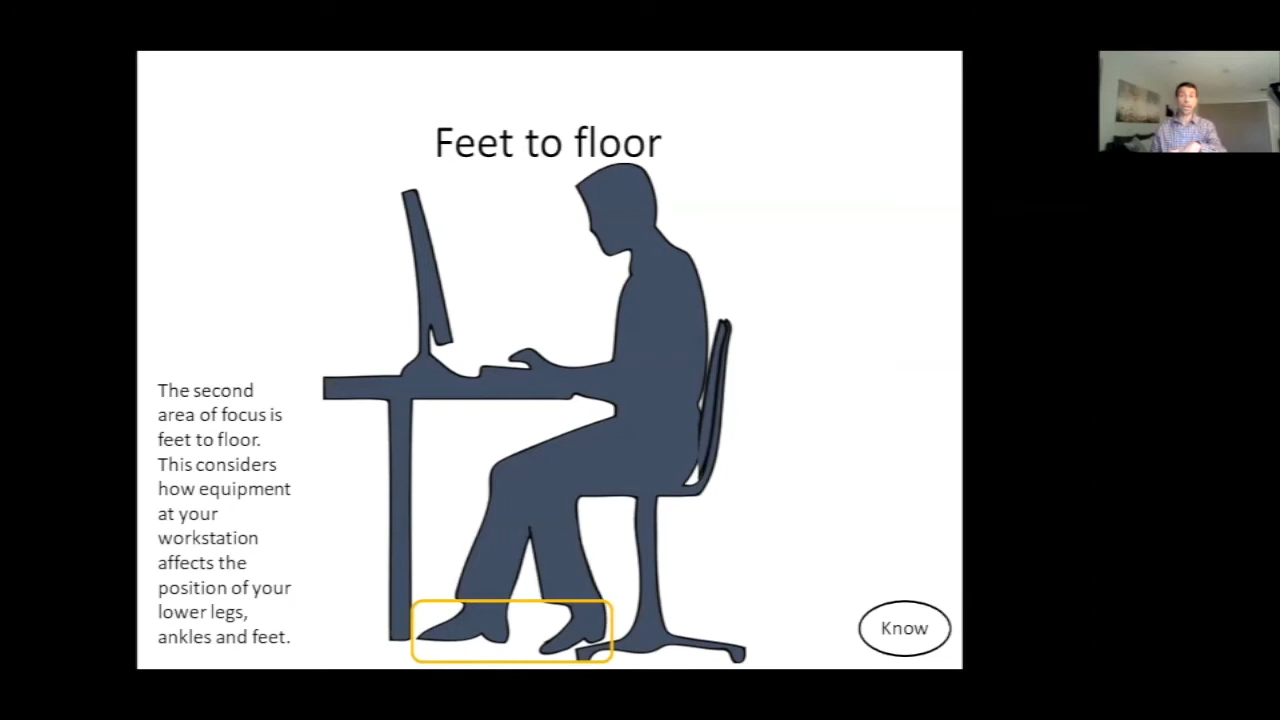 Feet to floor
The second
area of focus is
feet to floor.
This considers
how equipment
at your
workstation
affects the
position of your
lower legs,
ankles and feet.
Know